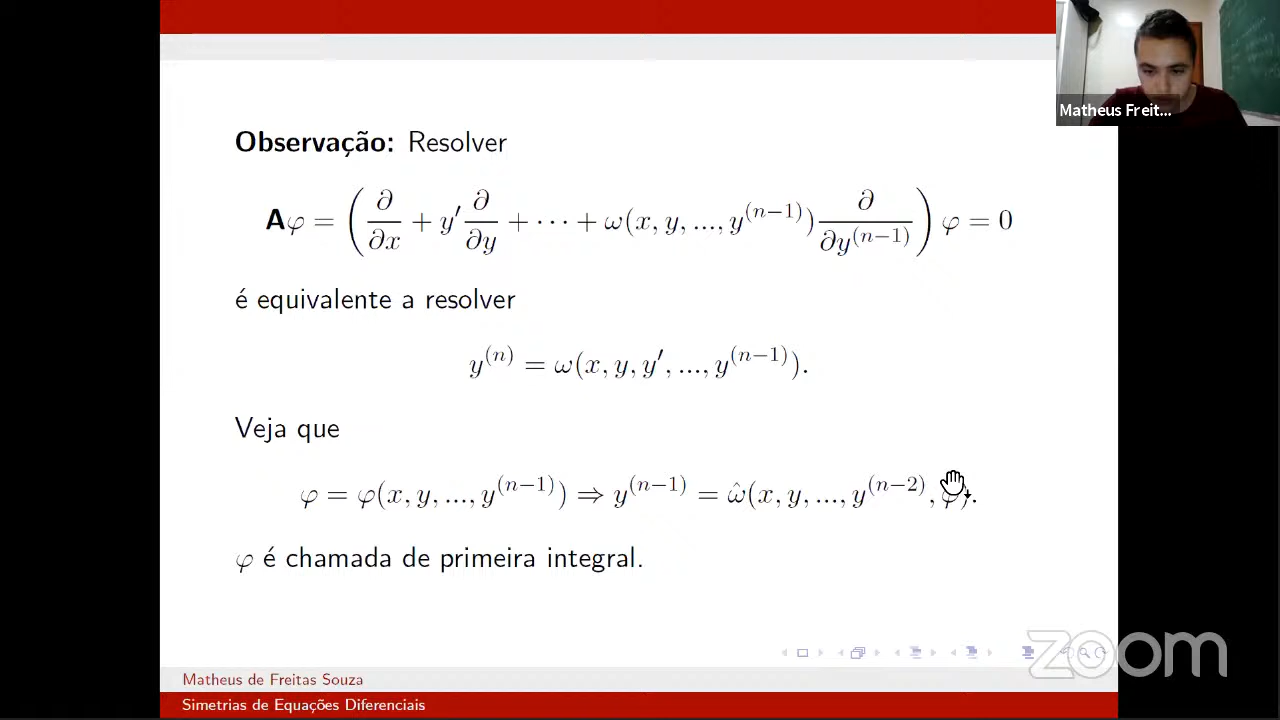 Matheus Freit...
Observação: Resolver
Aφ = (∂/∂x + y′ ∂/∂y + ··· + ω(x, y, ..., y⁽ⁿ⁻¹⁾) ∂/∂y⁽ⁿ⁻¹⁾) φ = 0
é equivalente a resolver
y⁽ⁿ⁾ = ω(x, y, y′, ..., y⁽ⁿ⁻¹⁾).
Veja que
φ = φ(x, y, ..., y⁽ⁿ⁻¹⁾) ⇒ y⁽ⁿ⁻¹⁾ = ω̂(x, y, ..., y⁽ⁿ⁻²⁾, φ).
φ é chamada de primeira integral.
zoom
Matheus de Freitas Souza
Simetrias de Equações Diferenciais